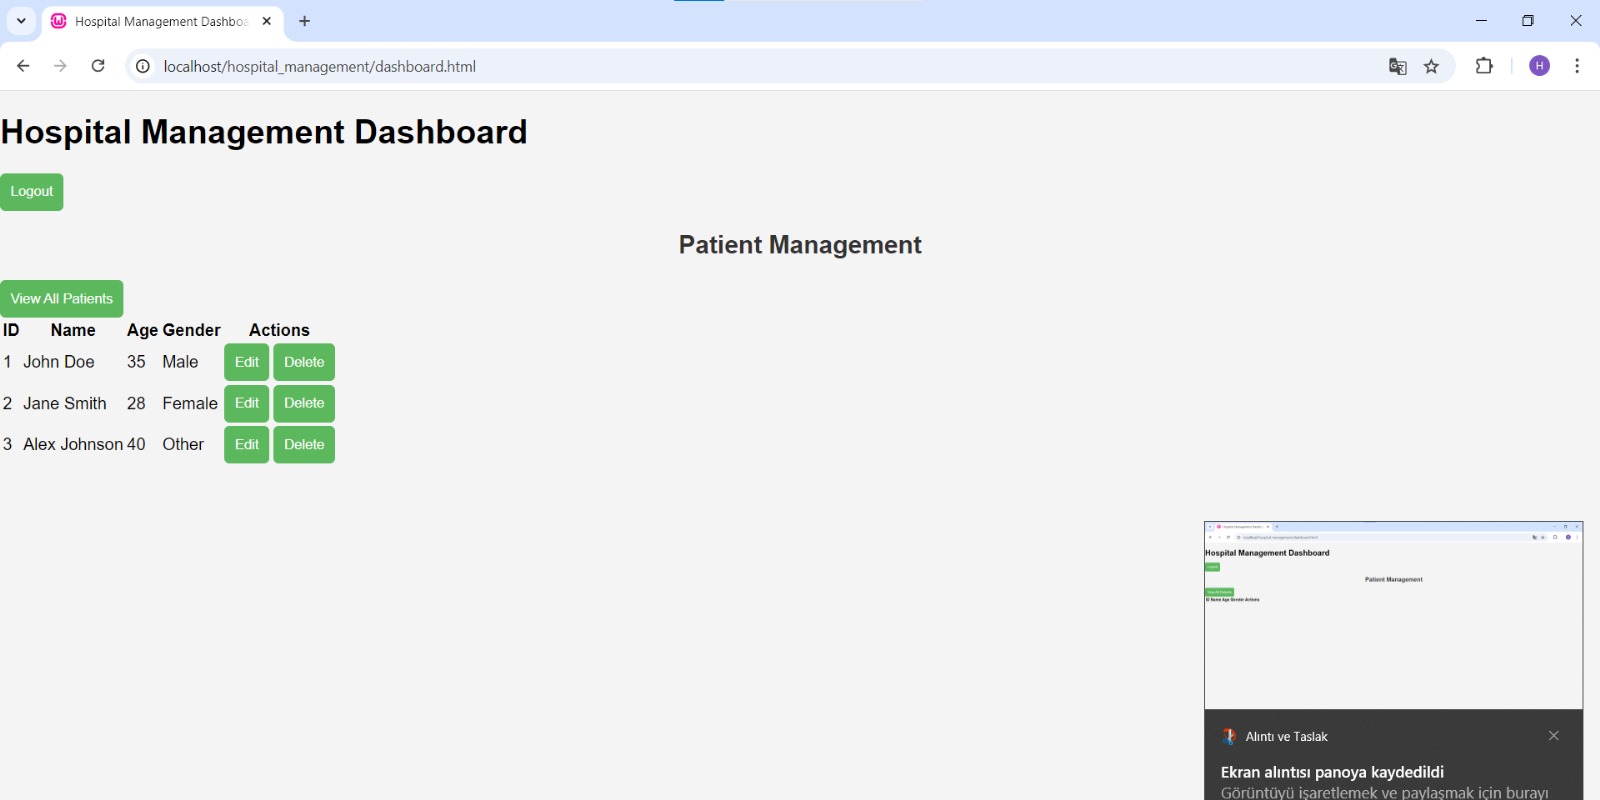 Hospital Management Dashboa
localhost/hospital_management/dashboard.html
H
Hospital Management Dashboard
Logout
Patient Management
View All Patients
ID Name Age Gender Actions
1 John Doe 35 Male Edit Delete
2 Jane Smith 28 Female Edit Delete
3 Alex Johnson 40 Other Edit Delete
Hospital Management Dashboard
Patient Management
View All Patients
ID Name Age Gender Actions
Alıntı ve Taslak
Ekran alıntısı panoya kaydedildi
Görüntüyü işaretlemek ve paylaşmak için burayı